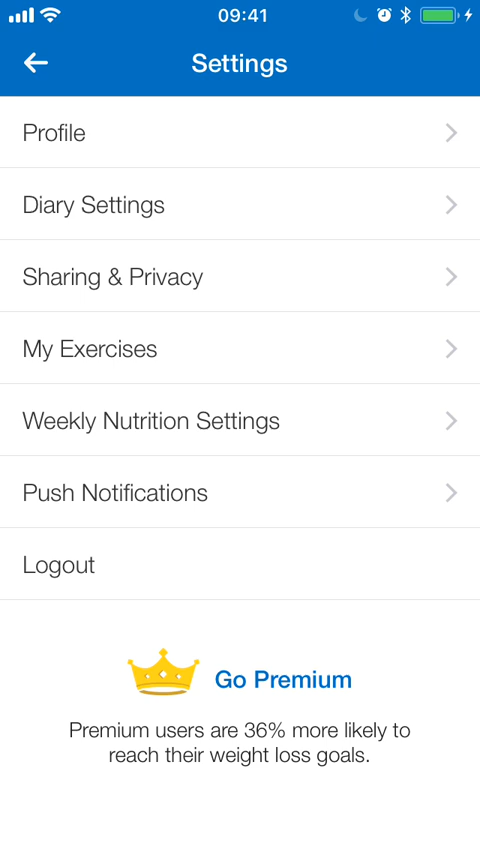 09:41
Settings
Profile
Diary Settings
Sharing & Privacy
My Exercises
Weekly Nutrition Settings
Push Notifications
Logout
Go Premium
Premium users are 36% more likely to
reach their weight loss goals.